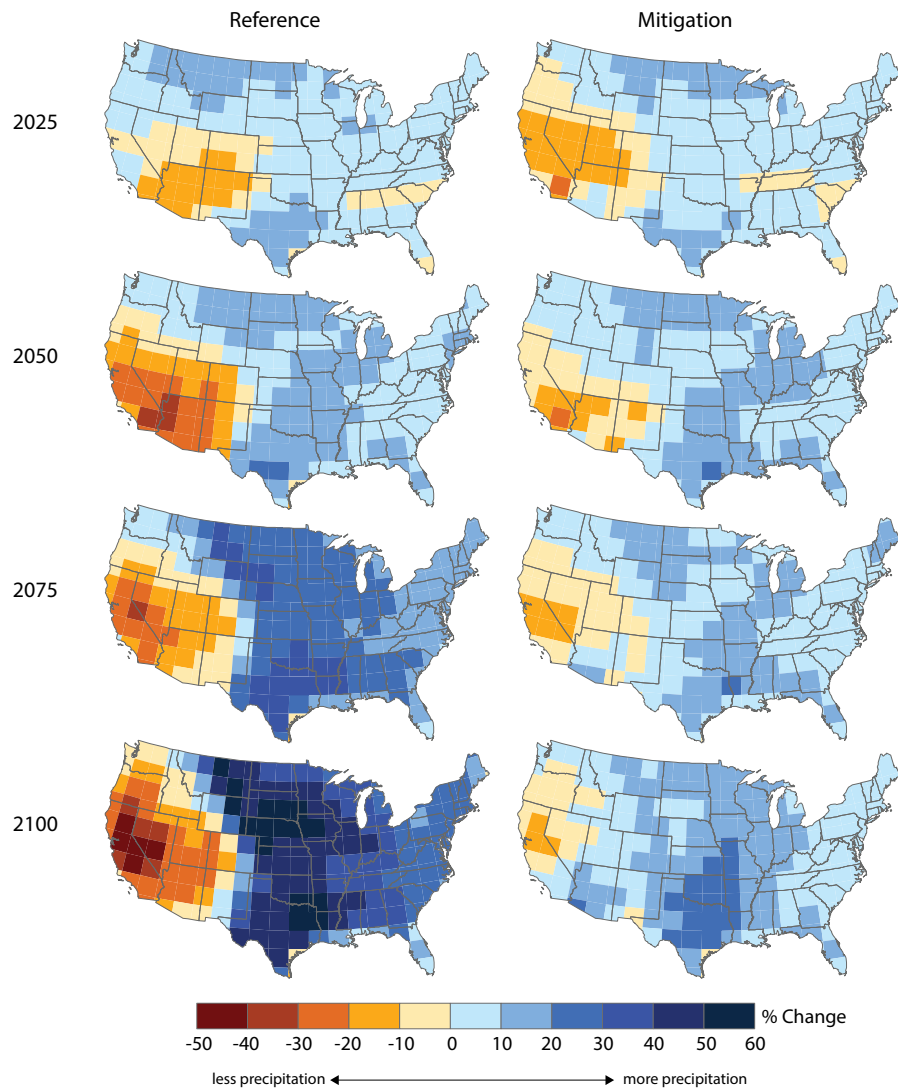 Reference Mitigation
2025
2050
2075
2100
% Change
-50 -40 -30 -20 -10 0 10 20 30 40 50 60
less precipitation more precipitation